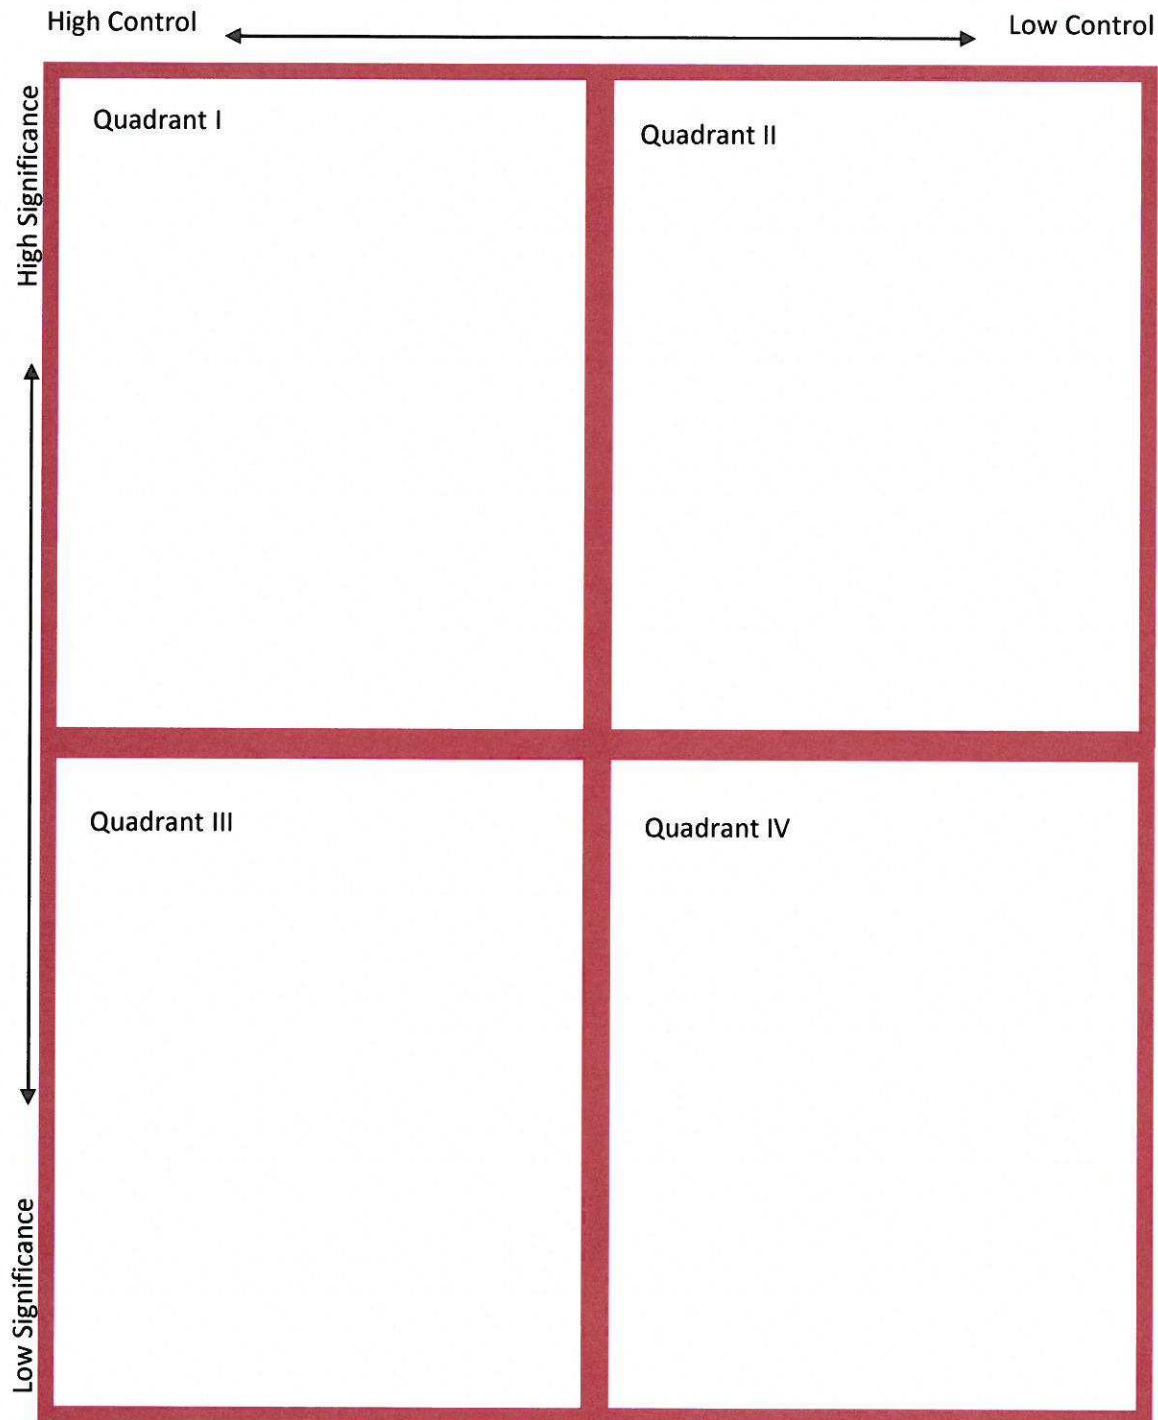 High Control
Low Control
High Significance
Quadrant I
Quadrant II
Quadrant III
Quadrant IV
Low Significance